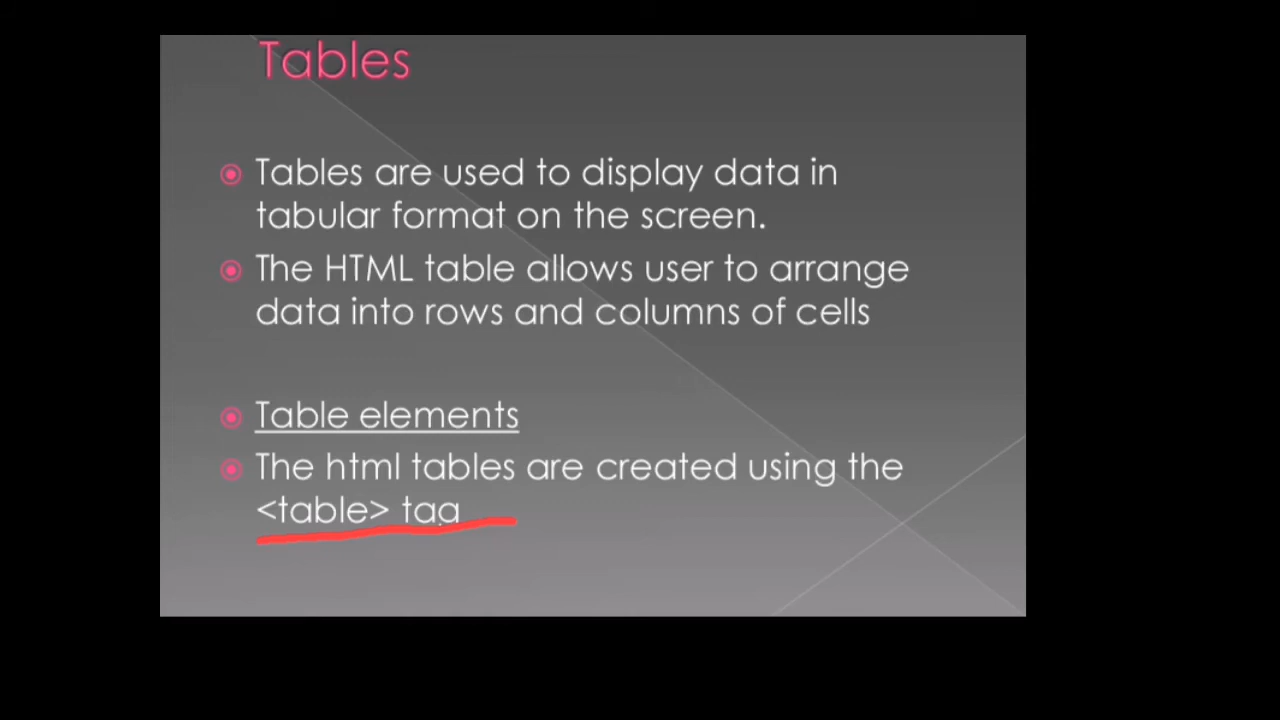 Tables
Tables are used to display data in
tabular format on the screen.
The HTML table allows user to arrange
data into rows and columns of cells
Table elements
The html tables are created using the
<table> tag